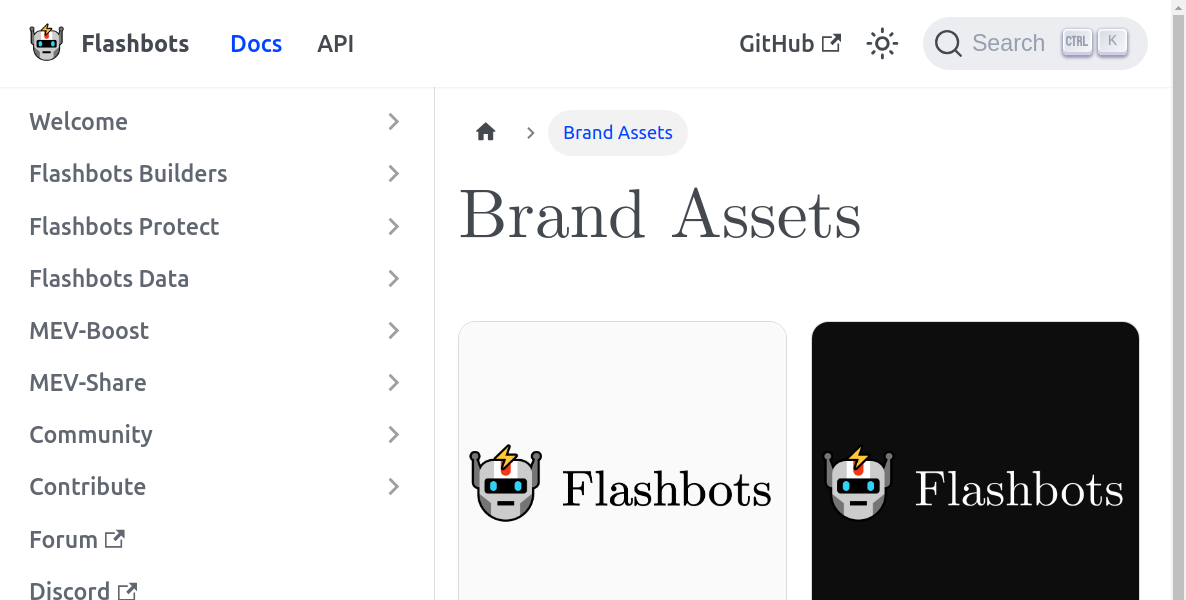 Flashbots Docs API GitHub Search CTRL K
Welcome
Flashbots Builders
Flashbots Protect
Flashbots Data
MEV-Boost
MEV-Share
Community
Contribute
Forum
Discord
Brand Assets
Brand Assets
Flashbots
Flashbots